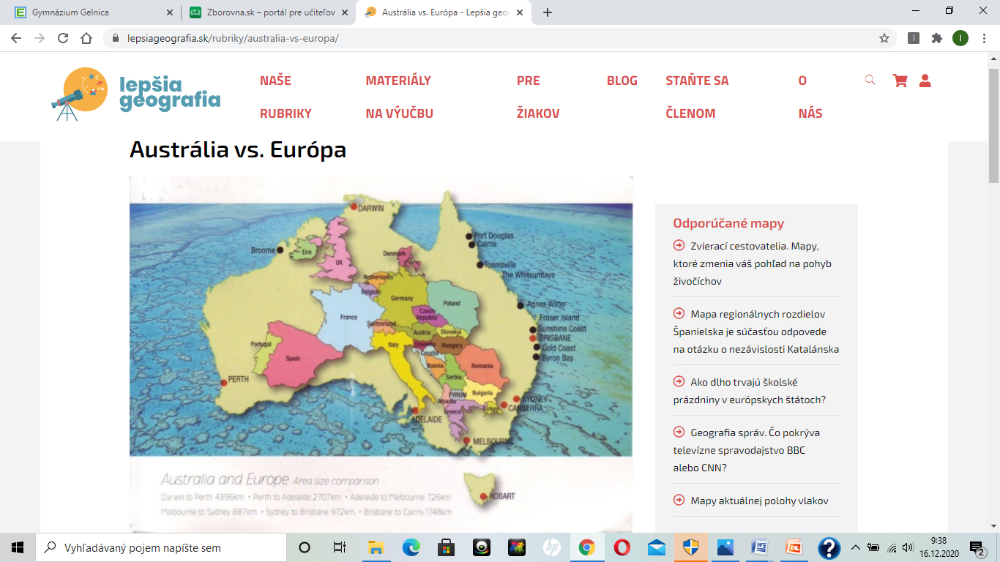 Gymnázium Gelnica
Zborovna.sk – portál pre učiteľov
Austrália vs. Európa - Lepšia geog
lepsiageografia.sk/rubriky/australia-vs-europa/
I
lepšia
geografia
NAŠE
RUBRIKY
MATERIÁLY
NA VÝUČBU
PRE
ŽIAKOV
BLOG
STAŇTE SA
ČLENOM
O
NÁS
Austrália vs. Európa
DARWIN
Port Douglas
Cairns
Broome
Eire
UK
Denmark
Townsville
The Whitsundays
Netherlands
Belgium
Germany
Poland
Agnes Water
France
Czech
Republic
Fraser Island
Switzerland
Austria
Slovakia
Sunshine Coast
BRISBANE
Portugal
Spain
Italy
Slovenia
Hungary
Gold Coast
Croatia
Byron Bay
Bosnia
Romania
Serbia
PERTH
FYROM
Bulgaria
Albania
Greece
Turkey
SYDNEY
CANBERRA
ADELAIDE
MELBOURNE
HOBART
Australia and Europe Area size comparison
Darwin to Perth 4396km • Perth to Adelaide 2707km • Adelaide to Melbourne 726km
Melbourne to Sydney 887km • Sydney to Brisbane 972km • Brisbane to Cairns 1748km
Odporúčané mapy
Zvierací cestovatelia. Mapy,
ktoré zmenia váš pohľad na pohyb
živočíchov
Mapa regionálnych rozdielov
Španielska je súčasťou odpovede
na otázku o nezávislosti Katalánska
Ako dlho trvajú školské
prázdniny v európskych štátoch?
Geografia správ. Čo pokrýva
televízne spravodajstvo BBC
alebo CNN?
Mapy aktuálnej polohy vlakov
Vyhľadávaný pojem napíšte sem
hp
9:38
16.12.2020
2